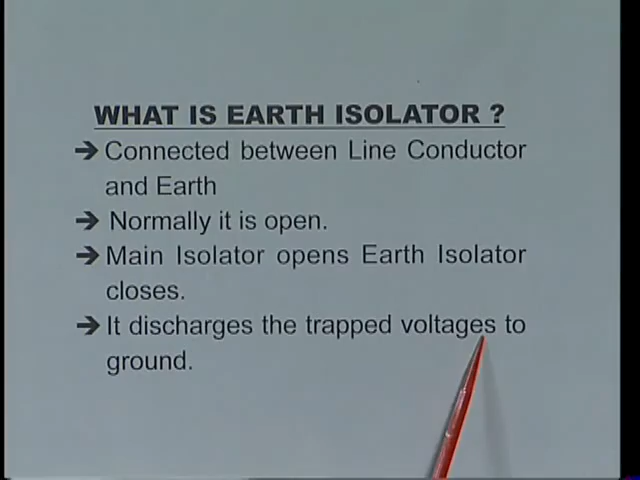 WHAT IS EARTH ISOLATOR ?
➔ Connected between Line Conductor
and Earth
➔ Normally it is open.
➔ Main Isolator opens Earth Isolator
closes.
➔ It discharges the trapped voltages to
ground.